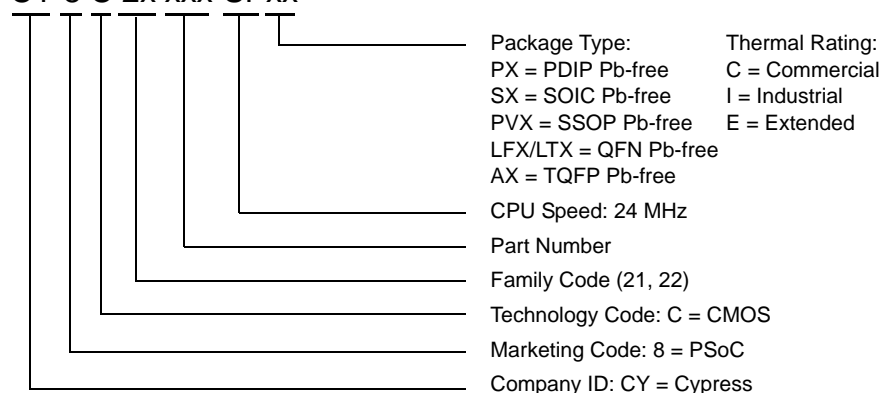 Package Type: Thermal Rating:
PX = PDIP Pb-free C = Commercial
SX = SOIC Pb-free I = Industrial
PVX = SSOP Pb-free E = Extended
LFX/LTX = QFN Pb-free
AX = TQFP Pb-free
CPU Speed: 24 MHz
Part Number
Family Code (21, 22)
Technology Code: C = CMOS
Marketing Code: 8 = PSoC
Company ID: CY = Cypress